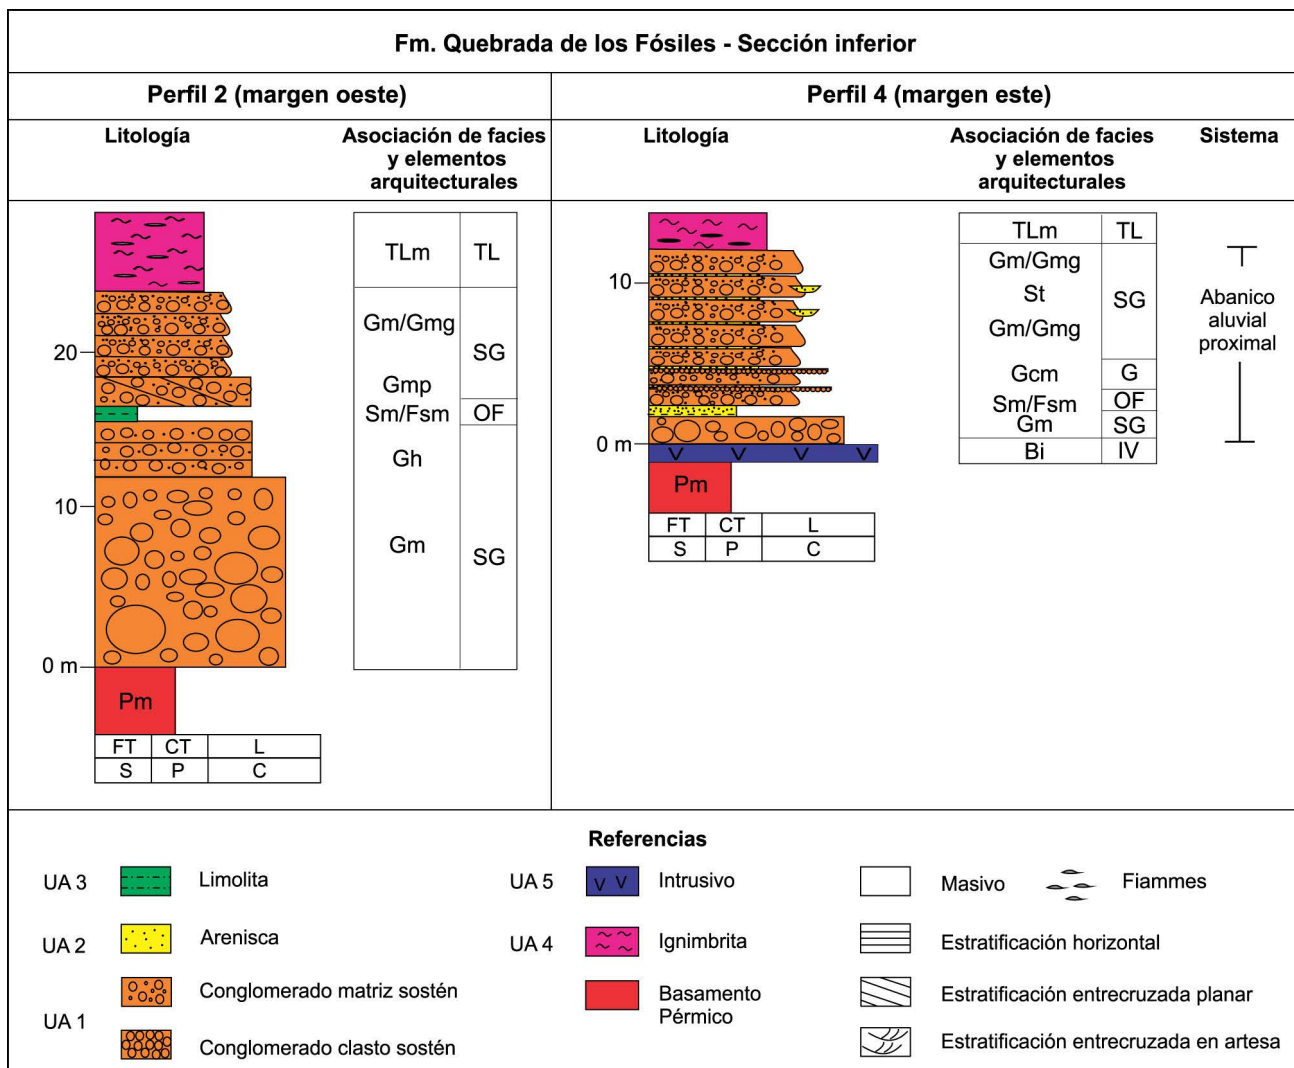 Fm. Quebrada de los Fósiles - Sección inferior
Perfil 2 (margen oeste)
Litología
Asociación de facies
y elementos
arquitecturales
20
10
0 m
Pm
FT CT L
S P C
TLm TL
Gm/Gmg
SG
Gmp
Sm/Fsm OF
Gh
Gm
SG
Perfil 4 (margen este)
Litología
Asociación de facies
y elementos
arquitecturales
Sistema
10
0 m
V V V V
Pm
FT CT L
S P C
TLm TL
Gm/Gmg
St
SG
Gm/Gmg
Gcm G
Sm/Fsm OF
Gm SG
Bi IV
Abanico
aluvial
proximal
Referencias
UA 3 Limolita
UA 2 Arenisca
UA 1
Conglomerado matriz sostén
Conglomerado clasto sostén
UA 5 V V Intrusivo
UA 4 Ignimbrita
Basamento
Pérmico
Masivo
Fiammes
Estratificación horizontal
Estratificación entrecruzada planar
Estratificación entrecruzada en artesa